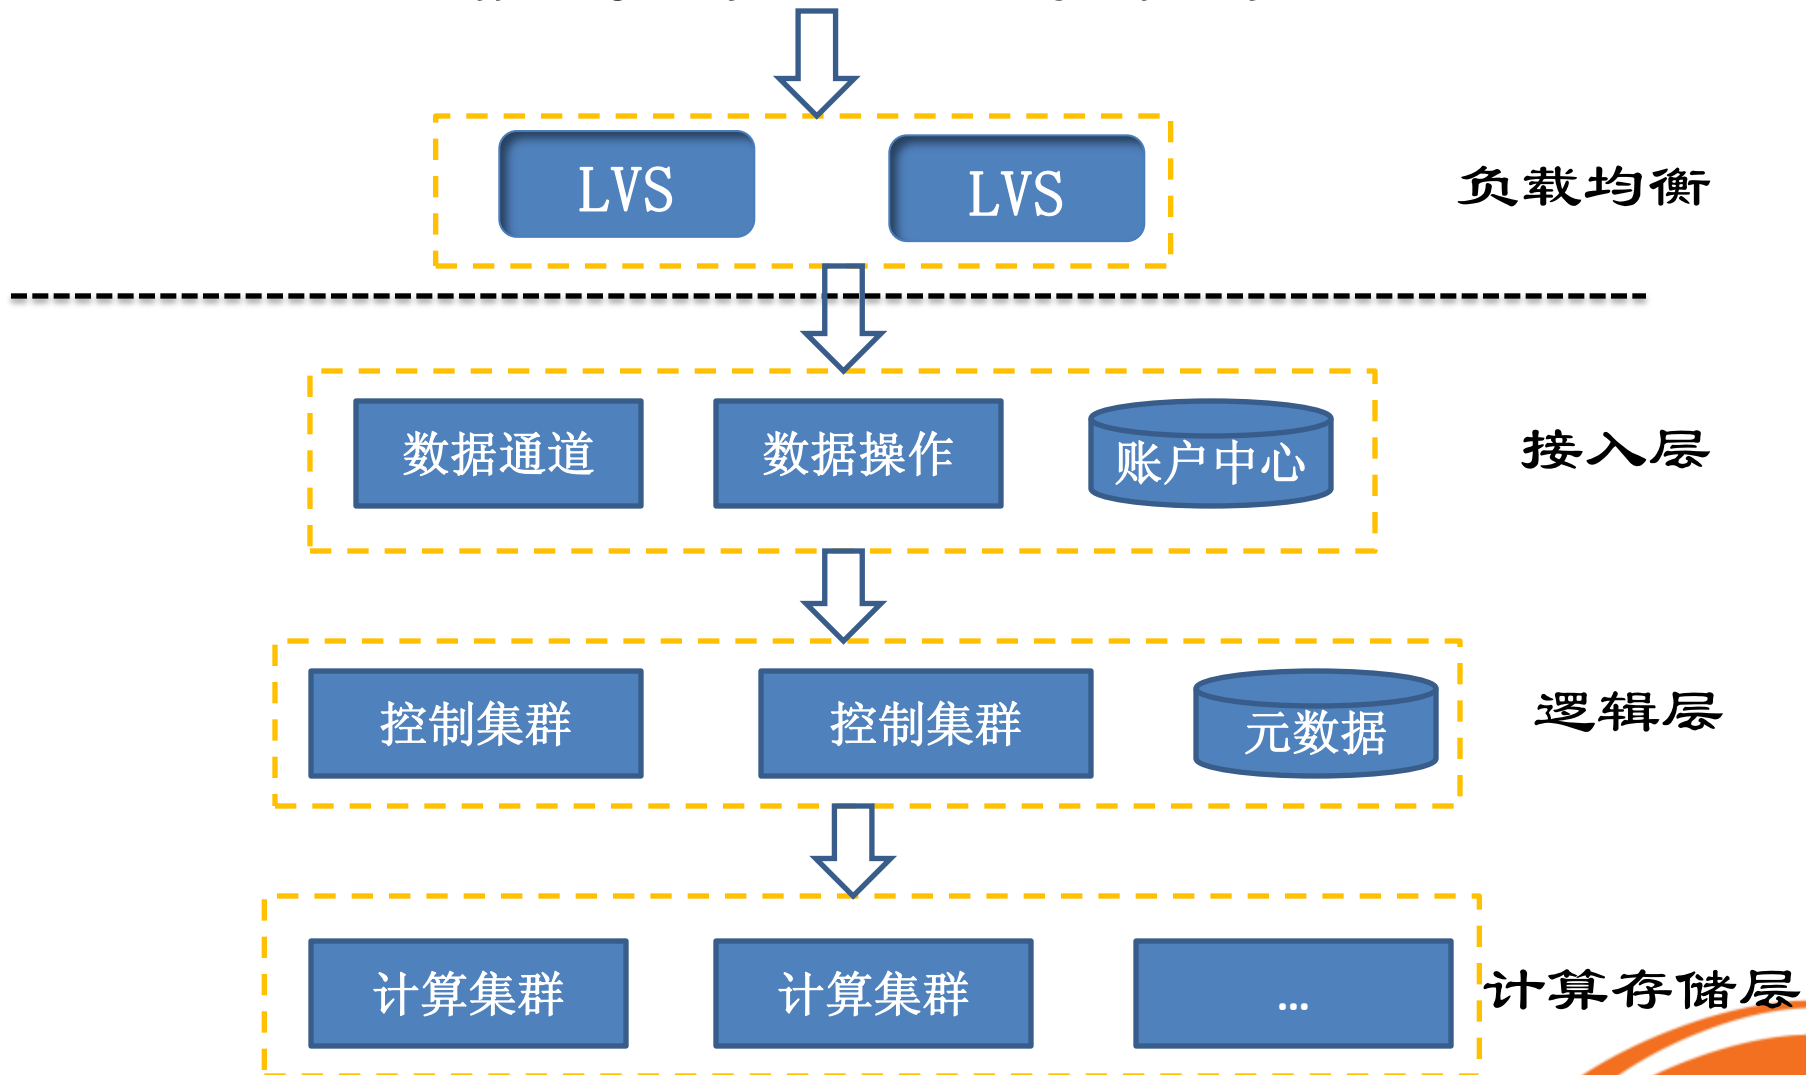 LVS
LVS
负载均衡
数据通道
数据操作
账户中心
接入层
控制集群
控制集群
元数据
逻辑层
计算集群
计算集群
...
计算存储层